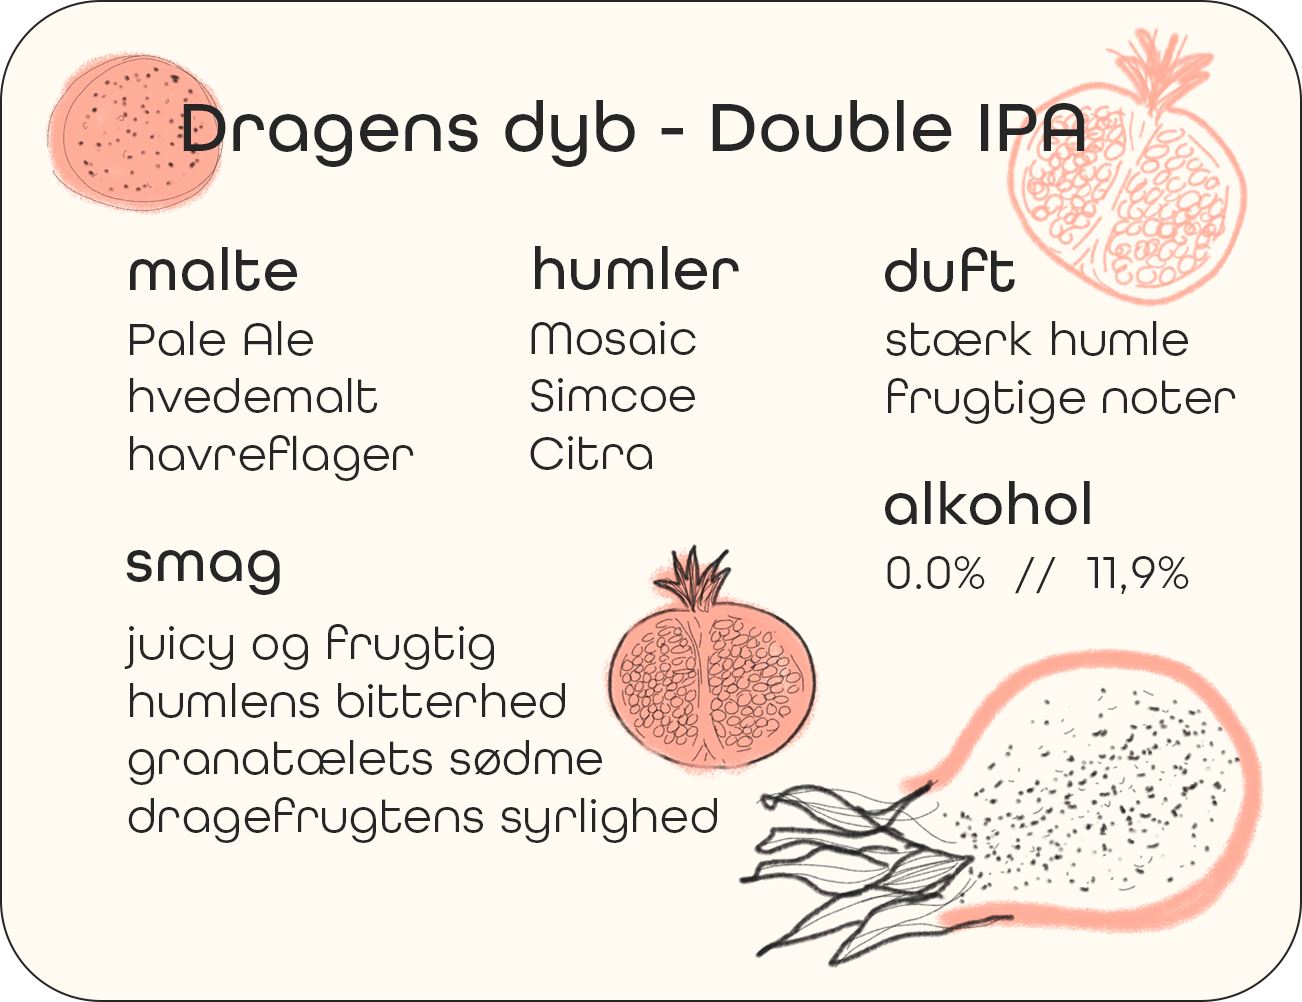 Dragens dyb - Double IPA
malte
Pale Ale
hvedemalt
havreflager
humler
Mosaic
Simcoe
Citra
duft
stærk humle
frugtige noter
alkohol
0.0% // 11,9%
smag
juicy og frugtig
humlens bitterhed
granatælets sødme
dragefrugtens syrlighed